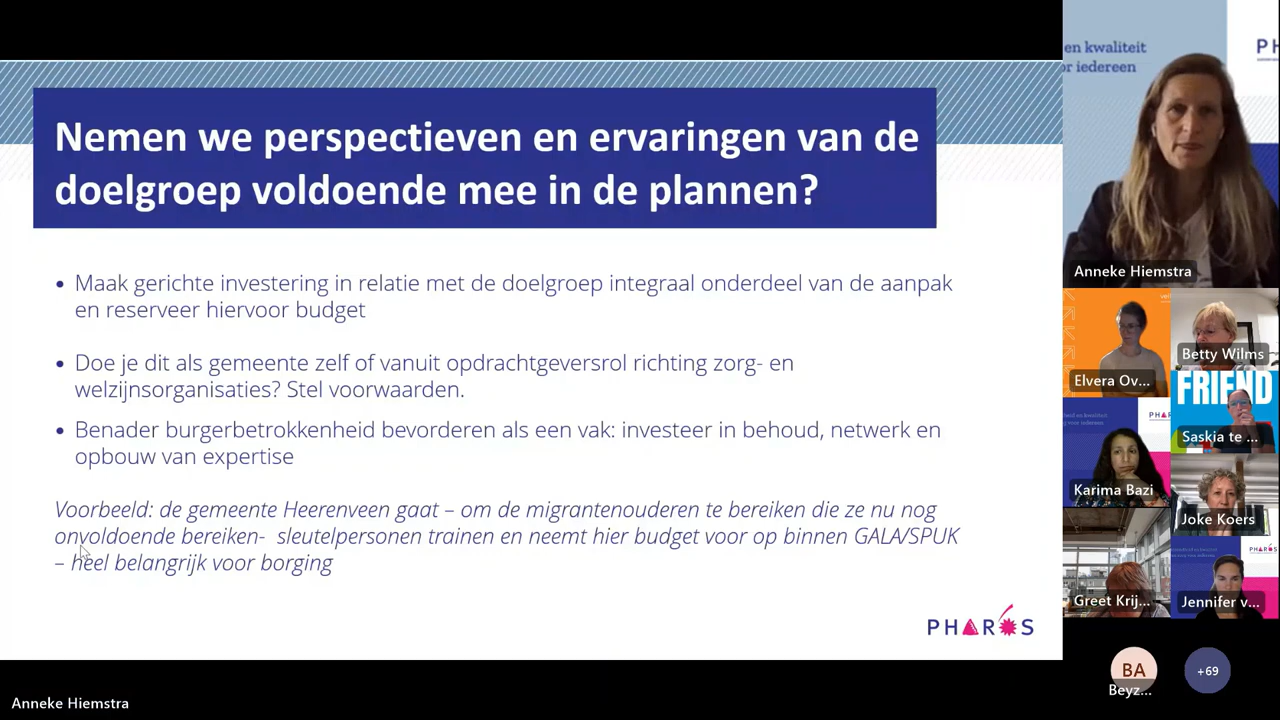 Nemen we perspectieven en ervaringen van de
doelgroep voldoende mee in de plannen?
• Maak gerichte investering in relatie met de doelgroep integraal onderdeel van de aanpak
en reserveer hiervoor budget
• Doe je dit als gemeente zelf of vanuit opdrachtgeversrol richting zorg- en
welzijnsorganisaties? Stel voorwaarden.
• Benader burgerbetrokkenheid bevorderen als een vak: investeer in behoud, netwerk en
opbouw van expertise
Voorbeeld: de gemeente Heerenveen gaat – om de migrantenouderen te bereiken die ze nu nog
onvoldoende bereiken- sleutelpersonen trainen en neemt hier budget voor op binnen GALA/SPUK
– heel belangrijk voor borging
PHAROS
Anneke Hiemstra
en kwaliteit
or iedereen
PH
Anneke Hiemstra
Elvera Ov...
Betty Wilms
FRIEND
Saskia te ...
Karima Bazi
Joke Koers
Greet Krij...
Jennifer v...
BA
Beyz...
+69